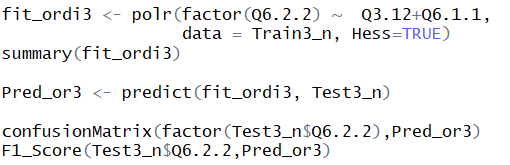 fit_ordi3 <- polr(factor(Q6.2.2) ~  Q3.12+Q6.1.1,
                  data = Train3_n, Hess=TRUE)
summary(fit_ordi3)

Pred_or3 <- predict(fit_ordi3, Test3_n)

confusionMatrix(factor(Test3_n$Q6.2.2),Pred_or3)
F1_Score(Test3_n$Q6.2.2,Pred_or3)